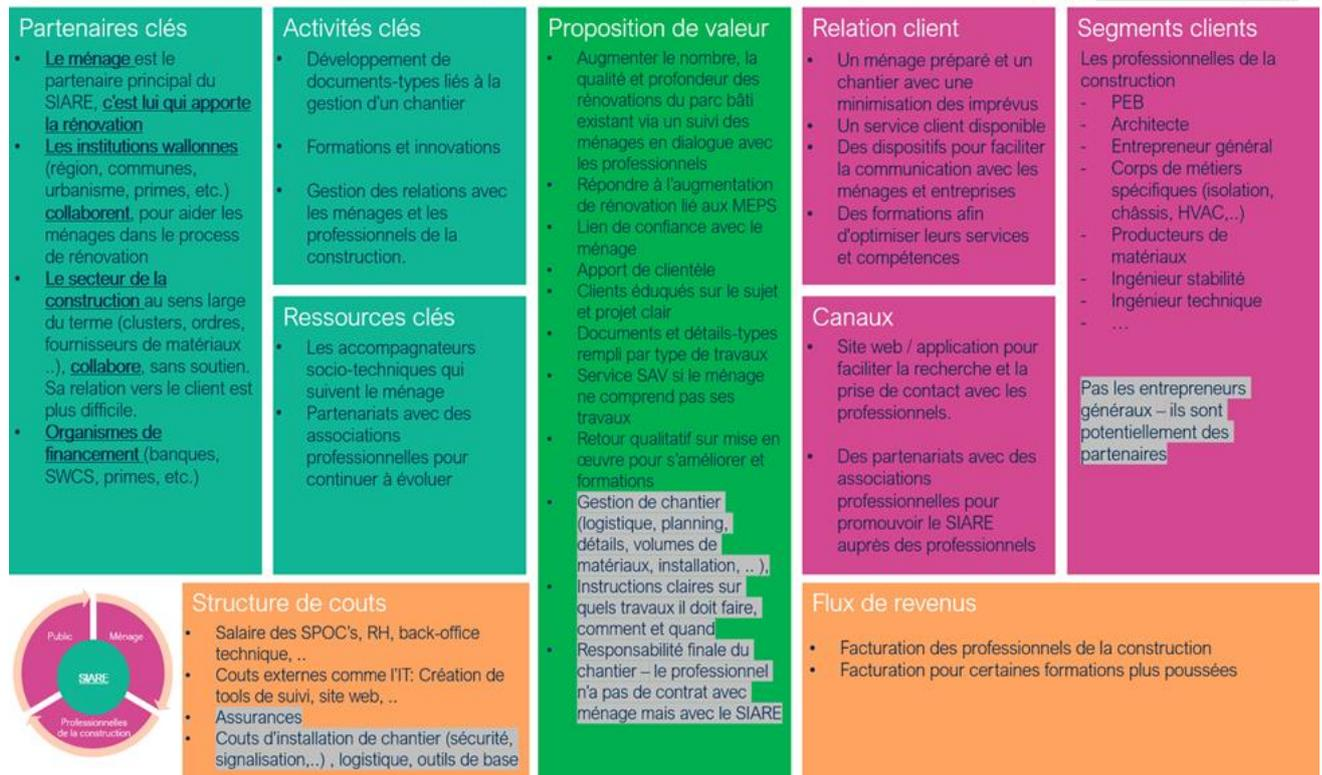 Partenaires clés
• Le ménage est le
partenaire principal du
SIARE, c'est lui qui apporte
la rénovation
• Les institutions wallonnes
(région, communes,
urbanisme, primes, etc.)
collaborent, pour aider les
ménages dans le process
de rénovation
• Le secteur de la
construction au sens large
du terme (clusters, ordres,
fournisseurs de matériaux
..), collabore, sans soutien.
Sa relation vers le client est
plus difficile.
• Organismes de
financement (banques,
SWCS, primes, etc.)
Activités clés
• Développement de
documents-types liés à la
gestion d'un chantier
• Formations et innovations
• Gestion des relations avec
les ménages et les
professionnels de la
construction.
Ressources clés
• Les accompagnateurs
socio-techniques qui
suivent le ménage
• Partenariats avec des
associations
professionnelles pour
continuer à évoluer
Proposition de valeur
• Augmenter le nombre, la
qualité et profondeur des
rénovations du parc bâti
existant via un suivi des
ménages en dialogue avec
les professionnels
• Répondre à l'augmentation
de rénovation lié aux MEPS
• Lien de confiance avec le
ménage
• Apport de clientèle
• Clients éduqués sur le sujet
et projet clair
• Documents et détails-types
rempli par type de travaux
• Service SAV si le ménage
ne comprend pas ses
travaux
• Retour qualitatif sur mise en
œuvre pour s'améliorer et
formations
• Gestion de chantier
(logistique, planning,
détails, volumes de
matériaux, installation, .. ),
• Instructions claires sur
quels travaux il doit faire,
comment et quand
• Responsabilité finale du
chantier – le professionnel
n'a pas de contrat avec
ménage mais avec le SIARE
Relation client
• Un ménage préparé et un
chantier avec une
minimisation des imprévus
• Un service client disponible
• Des dispositifs pour faciliter
la communication avec les
ménages et entreprises
• Des formations afin
d'optimiser leurs services
et compétences
Canaux
• Site web / application pour
faciliter la recherche et la
prise de contact avec les
professionnels.
• Des partenariats avec des
associations
professionnelles pour
promouvoir le SIARE
auprès des professionnels
Segments clients
Les professionnelles de la
construction
- PEB
- Architecte
- Entrepreneur général
- Corps de métiers
spécifiques (isolation,
châssis, HVAC,..)
- Producteurs de
matériaux
- Ingénieur stabilité
- Ingénieur technique
- …
Pas les entrepreneurs
généraux – ils sont
potentiellement des
partenaires
Public
Ménage
SIARE
Professionnelles
de la construction
Structure de couts
• Salaire des SPOC's, RH, back-office
technique, ..
• Couts externes comme l'IT: Création de
tools de suivi, site web, ..
• Assurances
• Couts d'installation de chantier (sécurité,
signalisation,..) , logistique, outils de base
Flux de revenus
• Facturation des professionnels de la construction
• Facturation pour certaines formations plus poussées